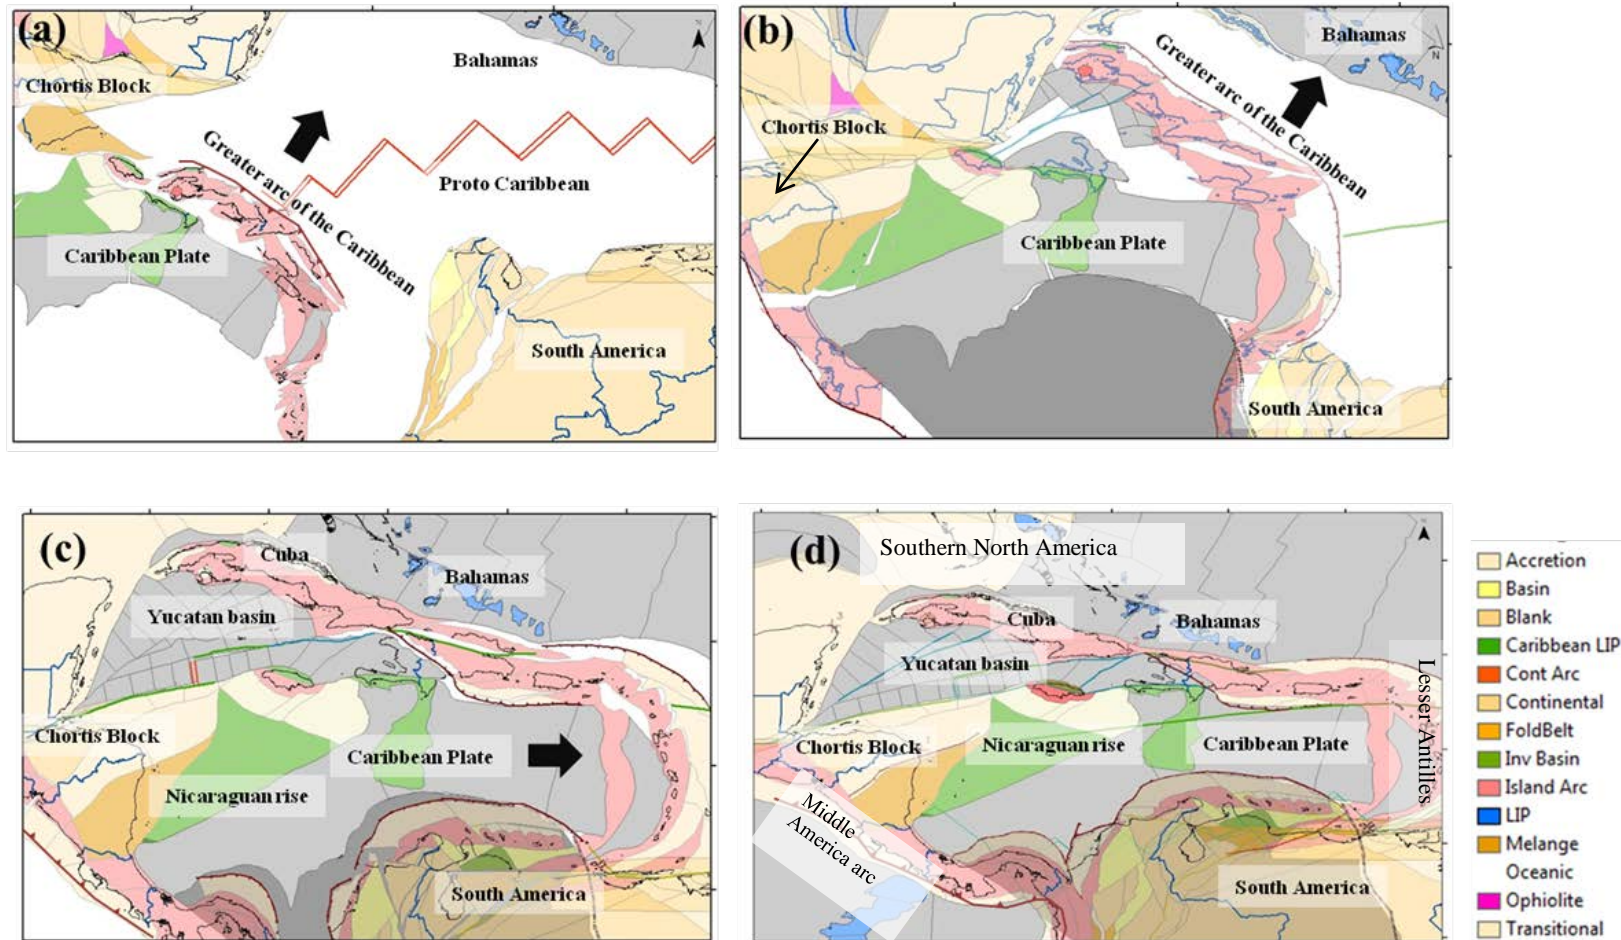 (a)
Bahamas
Chortis Block
Greater arc of the Caribbean
Proto Caribbean
Caribbean Plate
South America
(b)
Bahamas
N
Greater arc of the Caribbean
Chortis Block
Caribbean Plate
South America
(c)
Cuba
Bahamas
Yucatan basin
Chortis Block
Caribbean Plate
Nicaraguan rise
South America
(d)
Southern North America
Cuba
Bahamas
Yucatan basin
Lesser Antilles
Chortis Block
Nicaraguan rise
Caribbean Plate
Middle
America arc
South America
Accretion
Basin
Blank
Caribbean LIP
Cont Arc
Continental
FoldBelt
Inv Basin
Island Arc
LIP
Melange
Oceanic
Ophiolite
Transitional